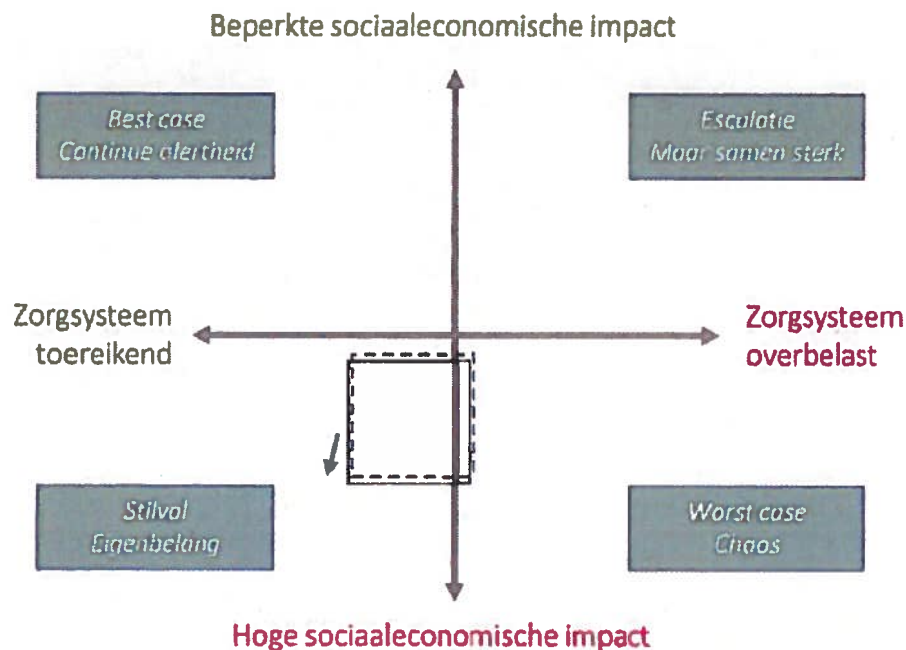 Beperkte sociaaleconomische impact
Best case
Continue alertheid
Escalatie
Maar samen sterk
Zorgsysteem
toereikend
Zorgsysteem
overbelast
Stilval
Eigenbelang
Worst case
Chaos
Hoge sociaaleconomische impact